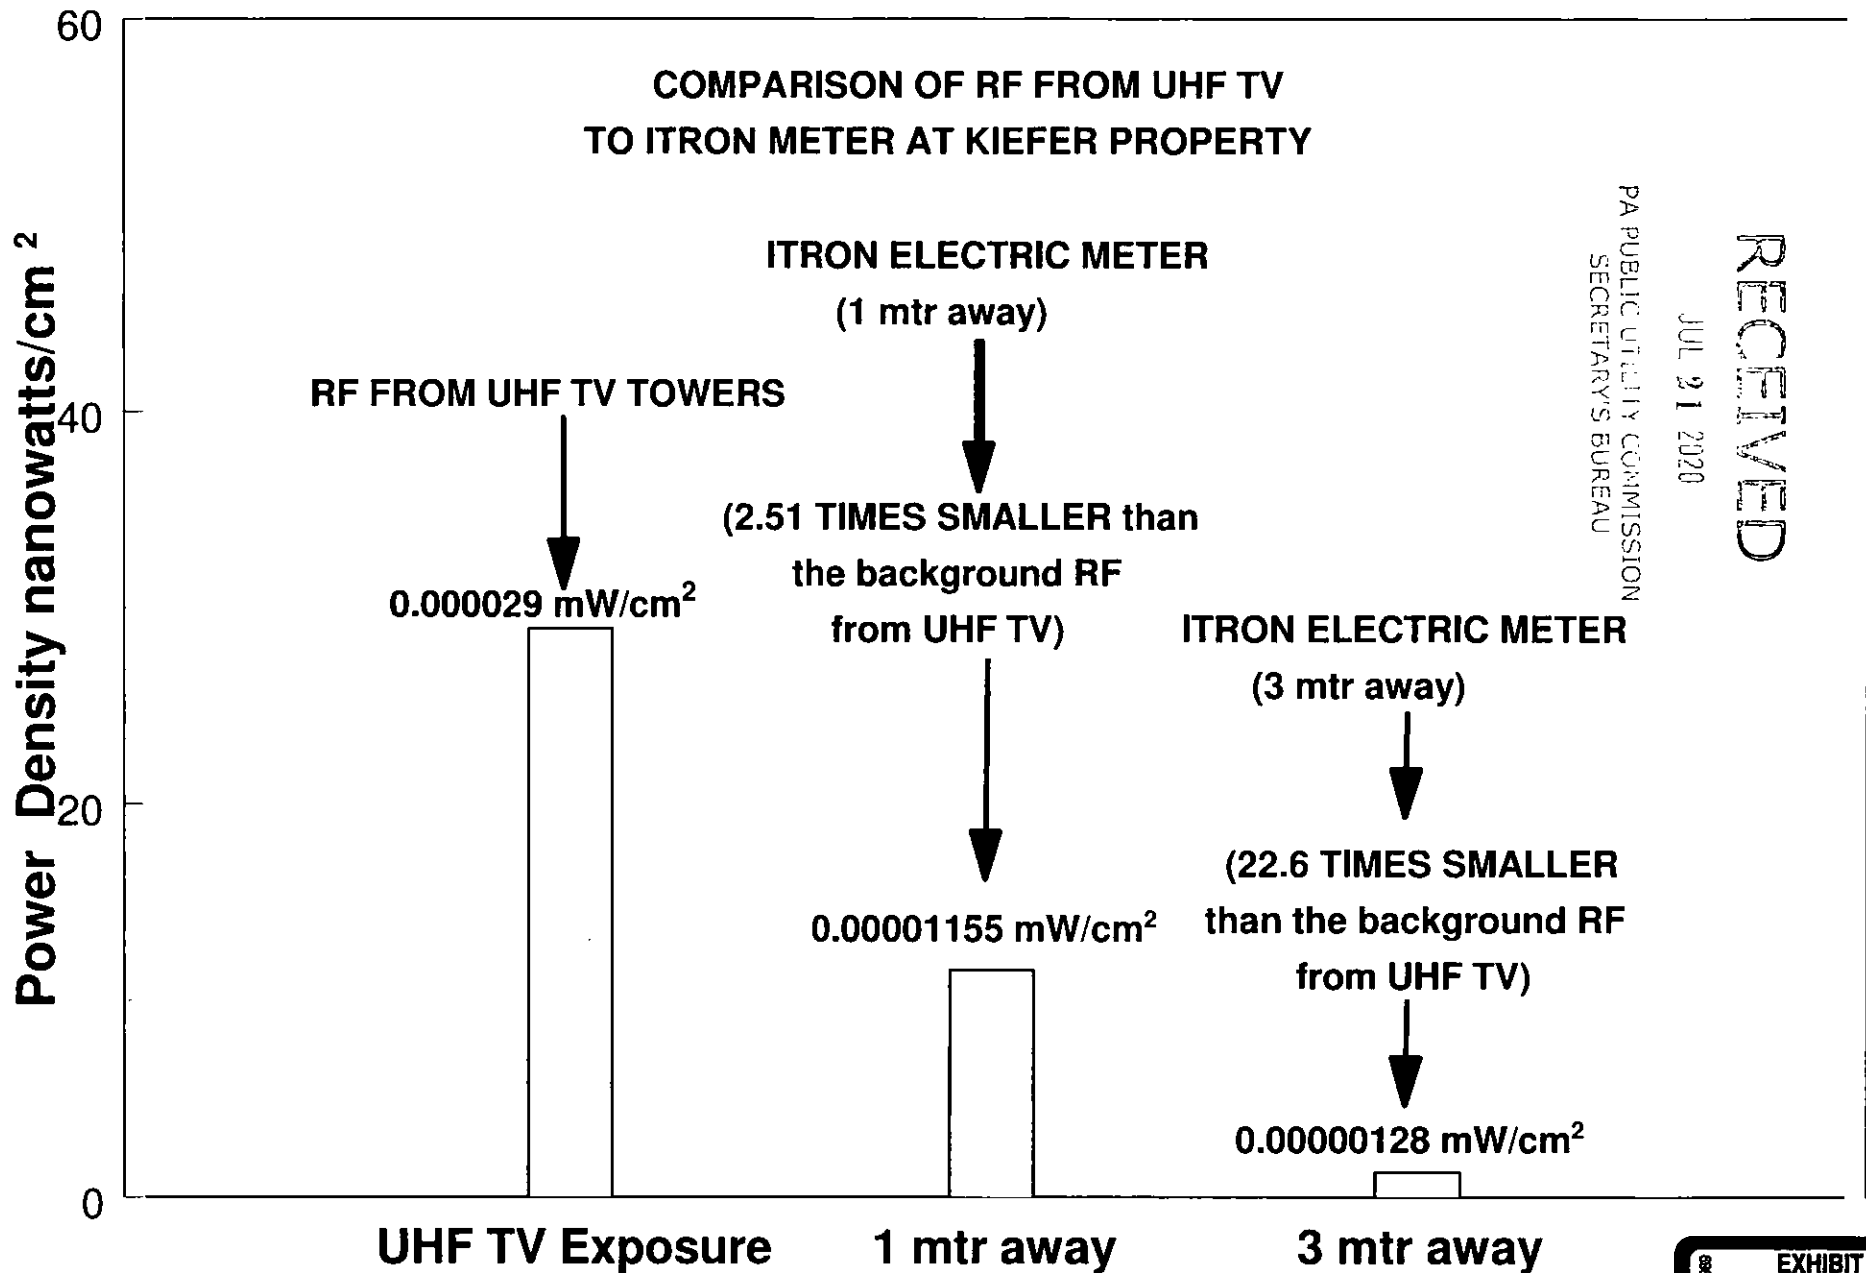 60
COMPARISON OF RF FROM UHF TV
TO ITRON METER AT KIEFER PROPERTY
ITRON ELECTRIC METER
(1 mtr away)
RF FROM UHF TV TOWERS
40
(2.51 TIMES SMALLER than
the background RF
from UHF TV)
0.000029 mW/cm²
ITRON ELECTRIC METER
(3 mtr away)
20
(22.6 TIMES SMALLER
than the background RF
from UHF TV)
0.00001155 mW/cm²
0.00000128 mW/cm²
0
UHF TV Exposure
1 mtr away
3 mtr away
Power Density nanowatts/cm²
RECEIVED
JUL 21 2020
PA PUBLIC UTILITY COMMISSION
SECRETARY'S BUREAU
EXHIBIT